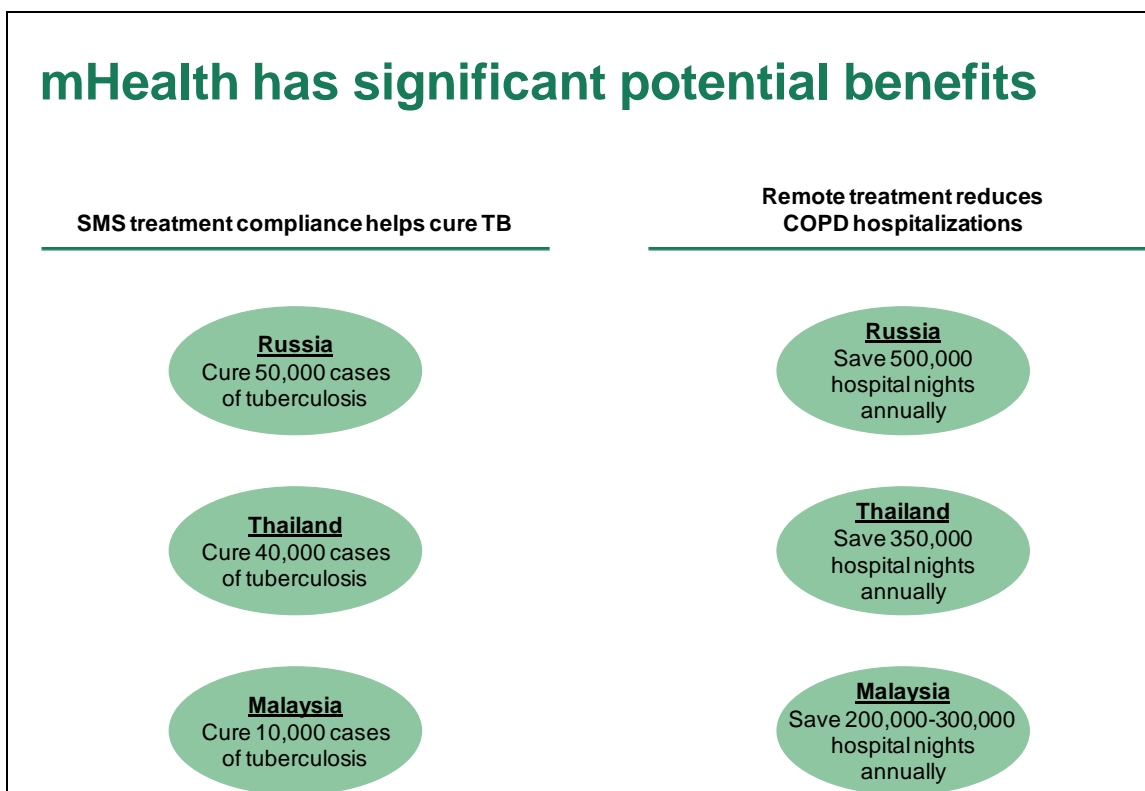 mHealth has significant potential benefits
SMS treatment compliance helps cure TB
Russia
Cure 50,000 cases
of tuberculosis
Thailand
Cure 40,000 cases
of tuberculosis
Malaysia
Cure 10,000 cases
of tuberculosis
Remote treatment reduces
COPD hospitalizations
Russia
Save 500,000
hospital nights
annually
Thailand
Save 350,000
hospital nights
annually
Malaysia
Save 200,000-300,000
hospital nights
annually